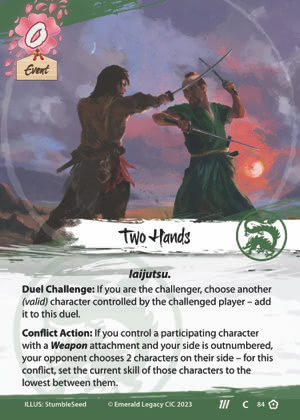 0
Event
Two Hands
Iaijutsu.
Duel Challenge: If you are the challenger, choose another
(valid) character controlled by the challenged player – add
it to this duel.
Conflict Action: If you control a participating character
with a Weapon attachment and your side is outnumbered,
your opponent chooses 2 characters on their side – for this
conflict, set the current skill of those characters to the
lowest between them.
ILLUS: StumbleSeed © Emerald Legacy CIC 2023 C 84